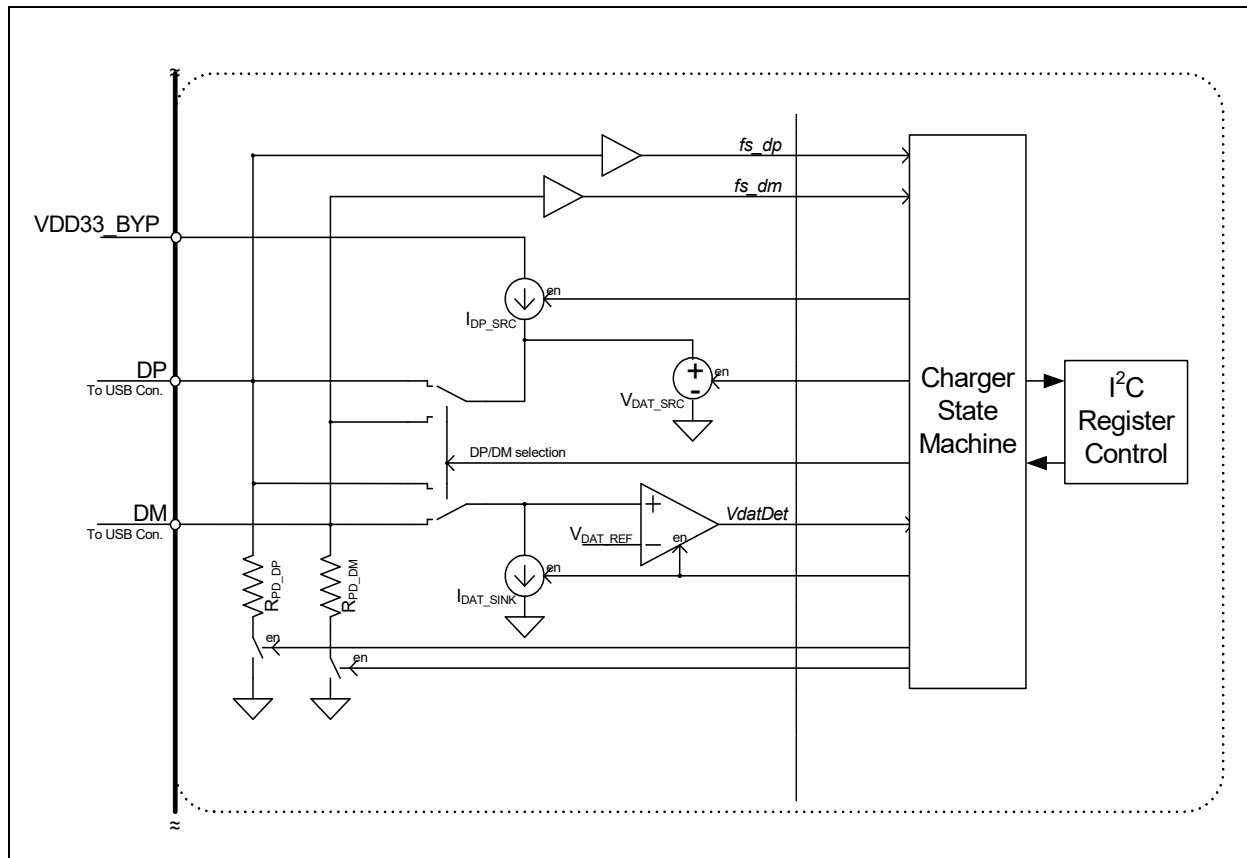 ≈
fs_dp
fs_dm
VDD33_BYP
en
I_DP_SRC
DP
To USB Con.
+
-
en
V_DAT_SRC
Charger
State
Machine
I²C
Register
Control
DP/DM selection
DM
To USB Con.
+
V_DAT_REF
−
en
VdatDet
en
I_DAT_SINK
R_PD_DP
R_PD_DM
en
en
≈